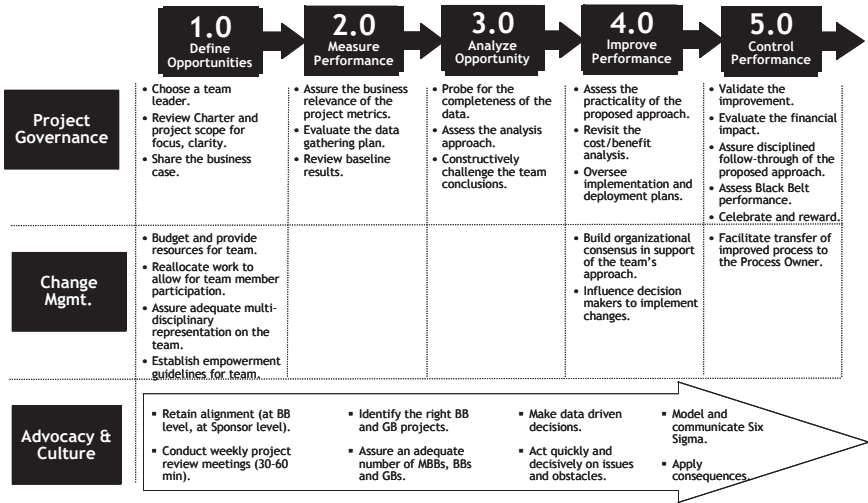 1.0
Define
Opportunities
2.0
Measure
Performance
3.0
Analyze
Opportunity
4.0
Improve
Performance
5.0
Control
Performance
Project
Governance
• Choose a team
leader.
• Review Charter and
project scope for
focus, clarity.
• Share the business
case.
• Assure the business
relevance of the
project metrics.
• Evaluate the data
gathering plan.
• Review baseline
results.
• Probe for the
completeness of the
data.
• Assess the analysis
approach.
• Constructively
challenge the team
conclusions.
• Assess the
practicality of the
proposed approach.
• Revisit the
cost/benefit
analysis.
• Oversee
implementation and
deployment plans.
• Validate the
improvement.
• Evaluate the financial
impact.
• Assure disciplined
follow-through of the
proposed approach.
• Assess Black Belt
performance.
• Celebrate and reward.
Change
Mgmt.
• Budget and provide
resources for team.
• Reallocate work to
allow for team member
participation.
• Assure adequate multi-
disciplinary
representation on the
team.
• Establish empowerment
guidelines for team.
• Build organizational
consensus in support
of the team's
approach.
• Influence decision
makers to implement
changes.
• Facilitate transfer of
improved process to
the Process Owner.
Advocacy &
Culture
▪ Retain alignment (at BB
level, at Sponsor level).
▪ Conduct weekly project
review meetings (30-60
min).
▪ Identify the right BB
and GB projects.
▪ Assure an adequate
number of MBBs, BBs
and GBs.
▪ Make data driven
decisions.
▪ Act quickly and
decisively on issues
and obstacles.
▪ Model and
communicate Six
Sigma.
▪ Apply
consequences.